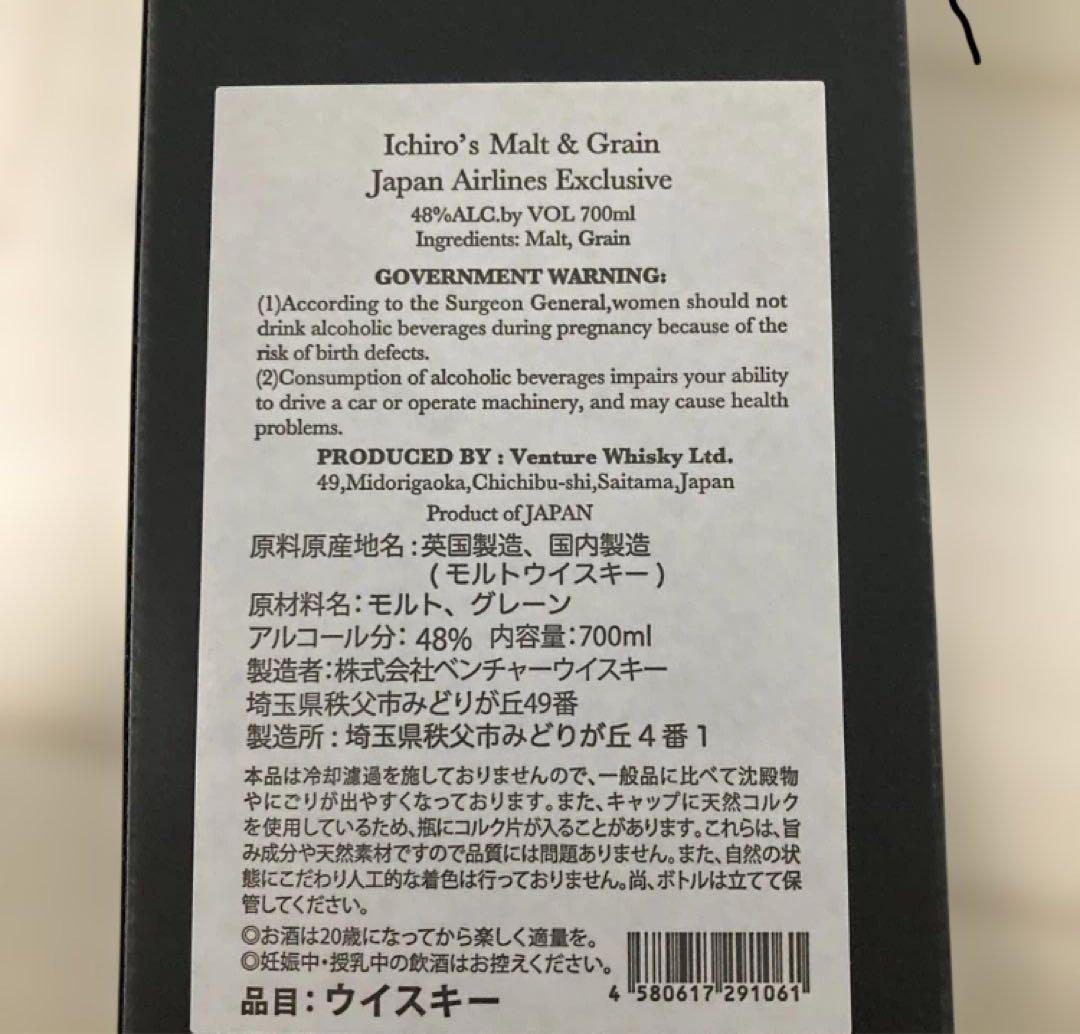 Ichiro's Malt & Grain
Japan Airlines Exclusive
48%ALC.by VOL 700ml
Ingredients: Malt, Grain
GOVERNMENT WARNING:
(1)According to the Surgeon General,women should not
drink alcoholic beverages during pregnancy because of the
risk of birth defects.
(2)Consumption of alcoholic beverages impairs your ability
to drive a car or operate machinery, and may cause health
problems.
PRODUCED BY : Venture Whisky Ltd.
49,Midorigaoka,Chichibu-shi,Saitama,Japan
Product of JAPAN
原料原産地名:英国製造、国内製造
(モルトウイスキー)
原材料名:モルト、グレーン
アルコール分: 48% 内容量:700ml
製造者:株式会社ベンチャーウイスキー
埼玉県秩父市みどりが丘49番
製造所:埼玉県秩父市みどりが丘4番1
本品は冷却濾過を施しておりませんので、一般品に比べて沈殿物
やにごりが出やすくなっております。また、キャップに天然コルク
を使用しているため、瓶にコルク片が入ることがあります。これらは、旨
み成分や天然素材ですので品質には問題ありません。また、自然の状
態にこだわり人工的な着色は行っておりません。尚、ボトルは立てて保
管してください。
◎お酒は20歳になってから楽しく適量を。
◎妊娠中・授乳中の飲酒はお控えください。
品目:ウイスキー
4 580617 291061